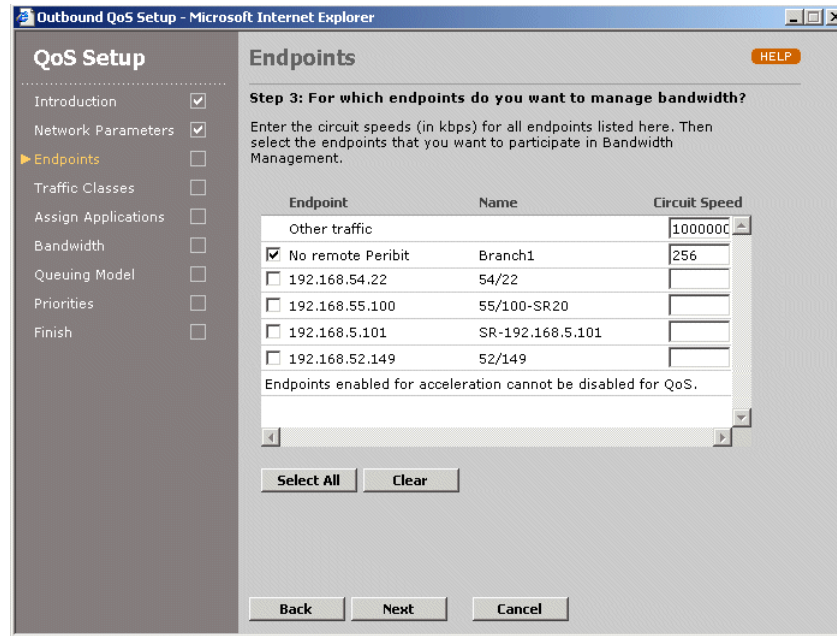 Outbound QoS Setup - Microsoft Internet Explorer
QoS Setup
Introduction
Network Parameters
Endpoints
Traffic Classes
Assign Applications
Bandwidth
Queuing Model
Priorities
Finish
Endpoints
HELP
Step 3: For which endpoints do you want to manage bandwidth?
Enter the circuit speeds (in kbps) for all endpoints listed here. Then
select the endpoints that you want to participate in Bandwidth
Management.
Endpoint Name Circuit Speed
Other traffic 1000000
No remote Peribit Branch1 256
192.168.54.22 54/22
192.168.55.100 55/100-SR20
192.168.5.101 SR-192.168.5.101
192.168.52.149 52/149
Endpoints enabled for acceleration cannot be disabled for QoS.
Select All Clear
Back Next Cancel